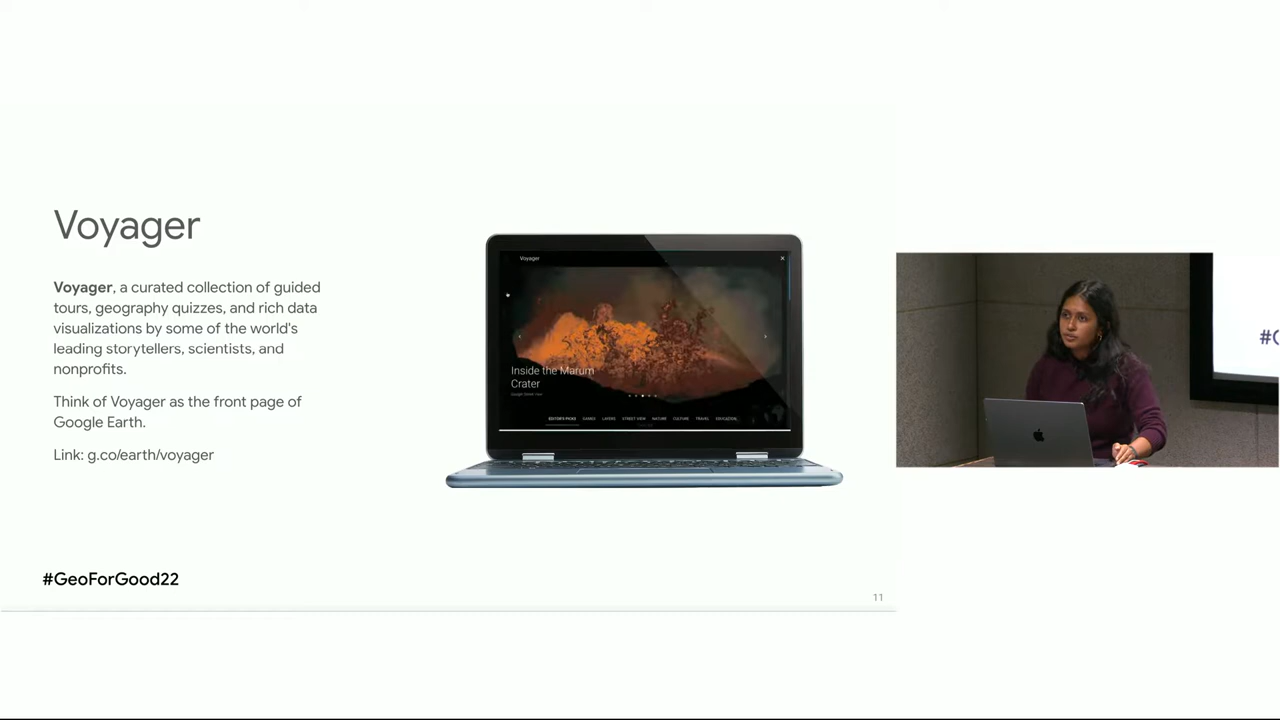 Voyager
Voyager, a curated collection of guided
tours, geography quizzes, and rich data
visualizations by some of the world's
leading storytellers, scientists, and
nonprofits.
Think of Voyager as the front page of
Google Earth.
Link: g.co/earth/voyager
#GeoForGood22
11
Voyager
Inside the Marum
Crater
Google Street View
EDITOR'S PICKS GAMES LAYERS STREET VIEW NATURE CULTURE TRAVEL EDUCATION